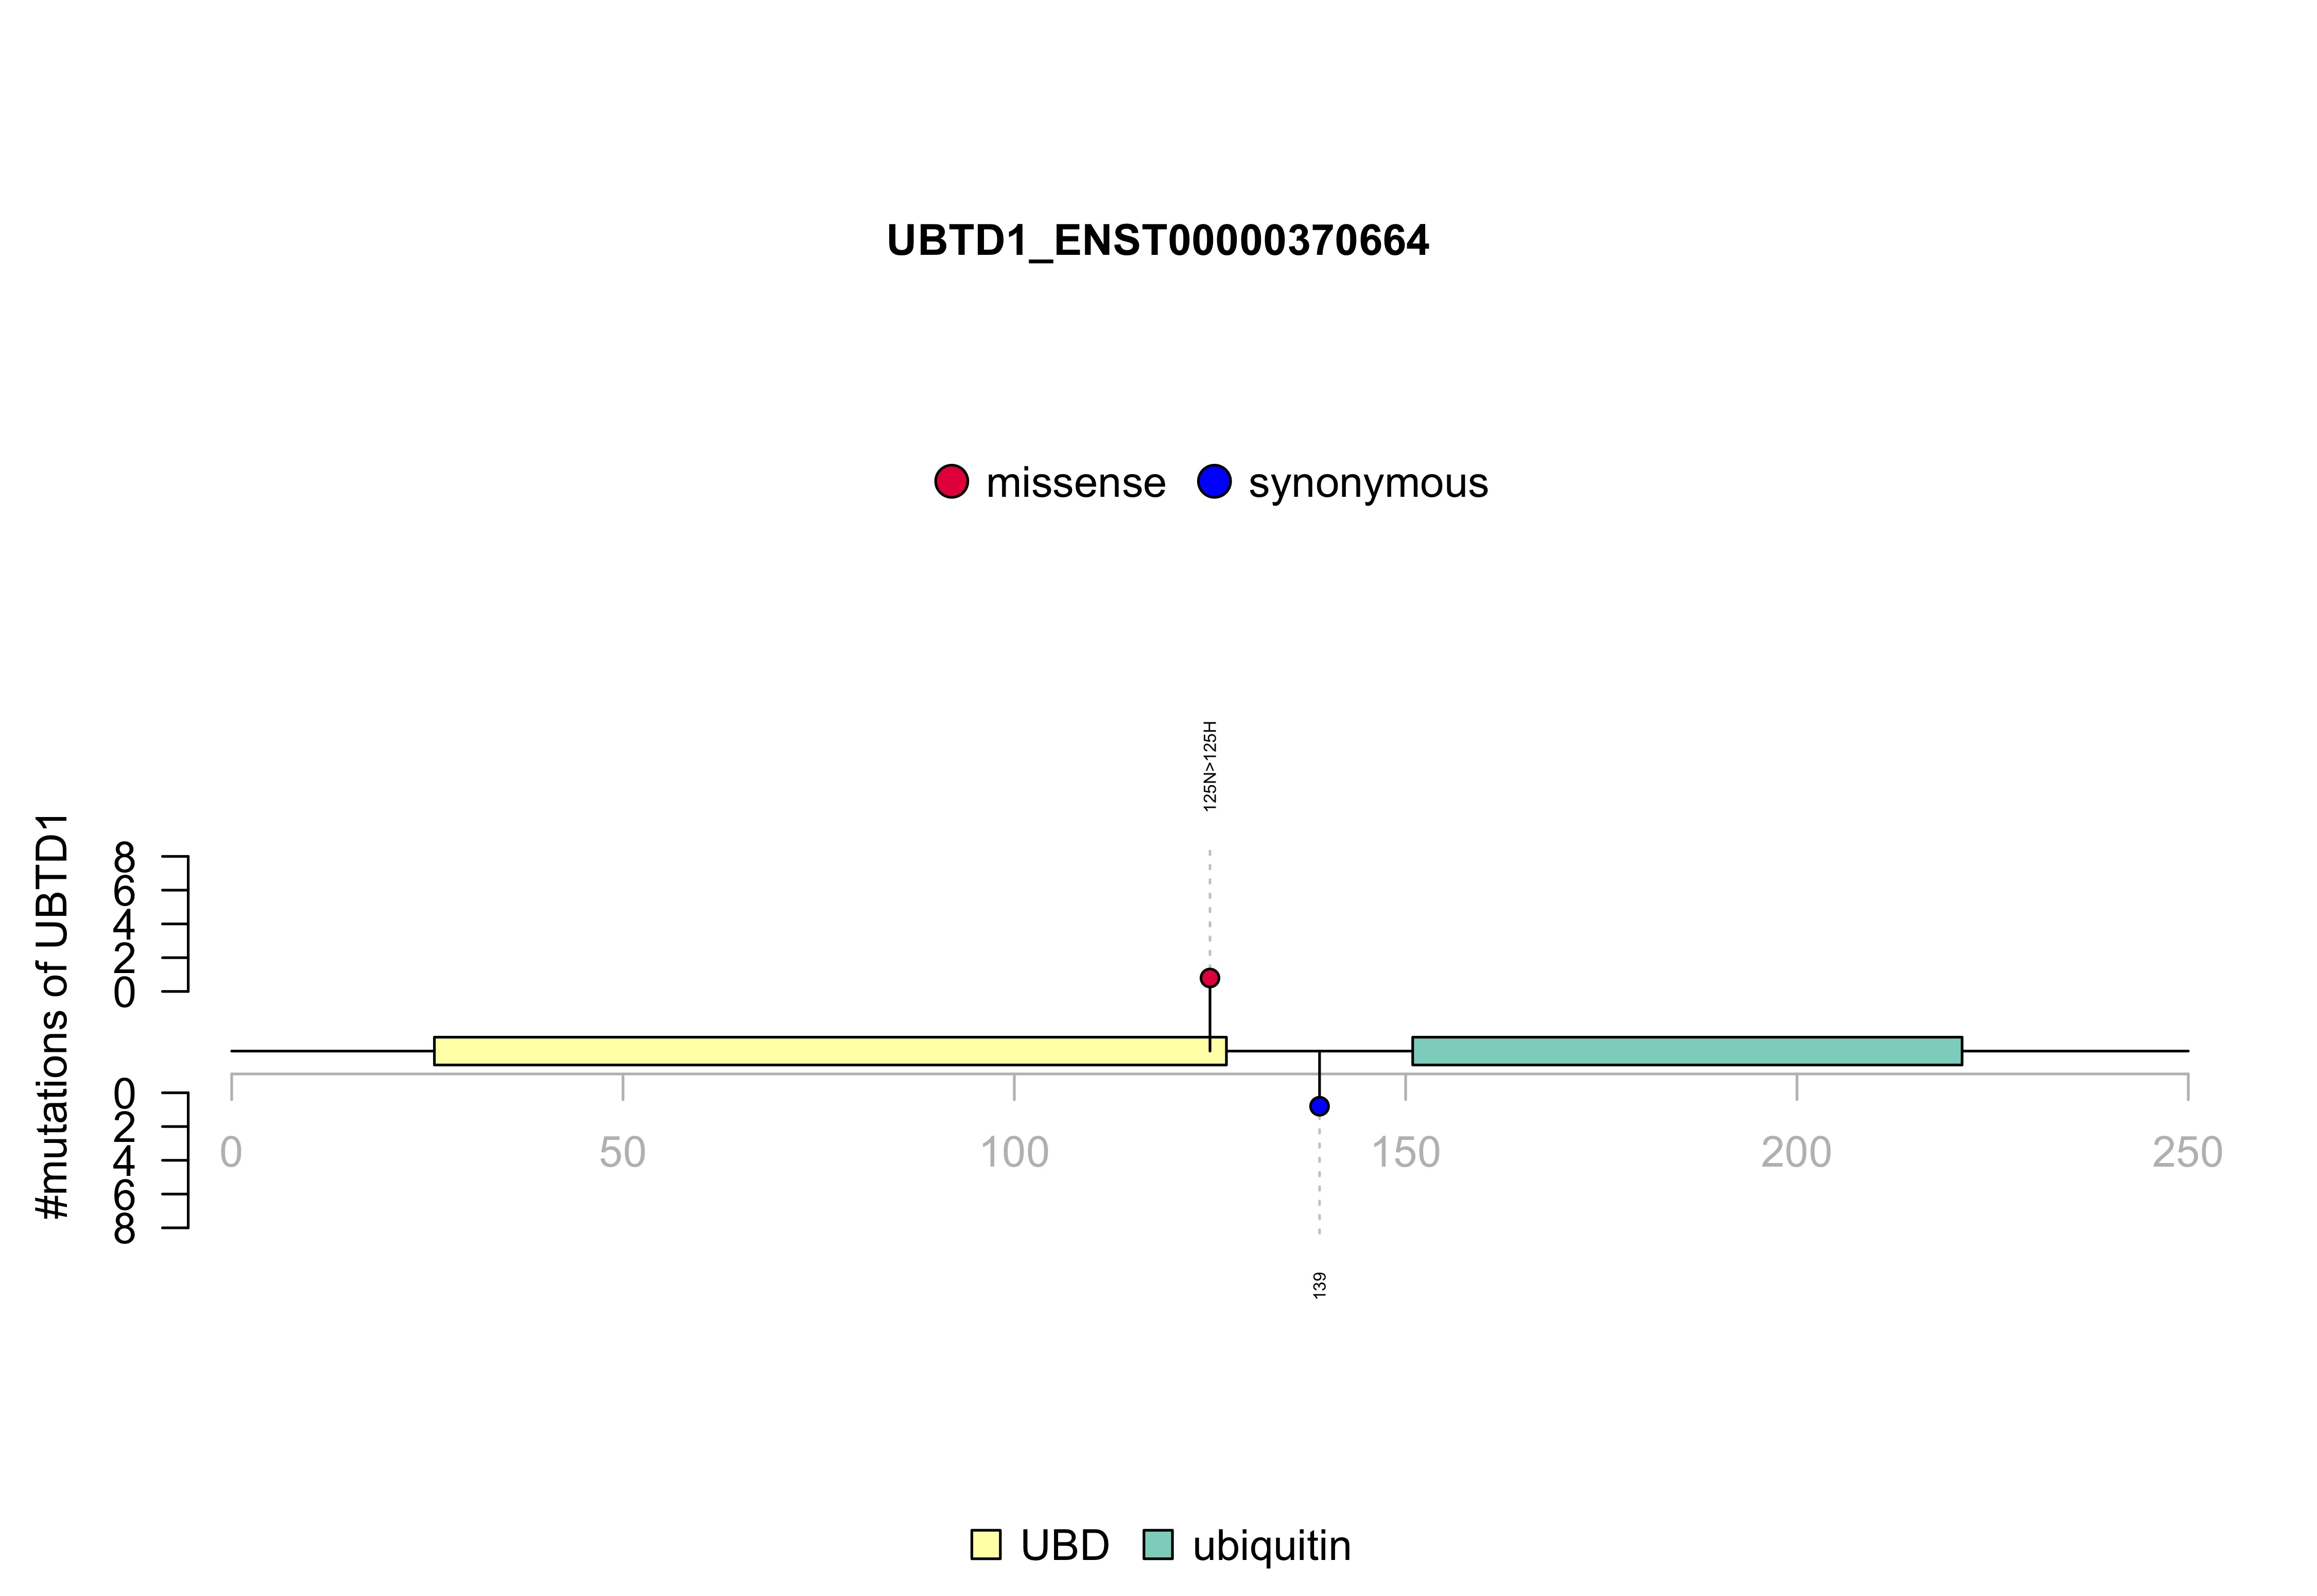 UBTD1_ENST00000370664
missense synonymous
125N>125H
#mutations of UBTD1
8
6
4
2
0
0
2
4
6
8
0 50 100 150 200 250
139
UBD ubiquitin